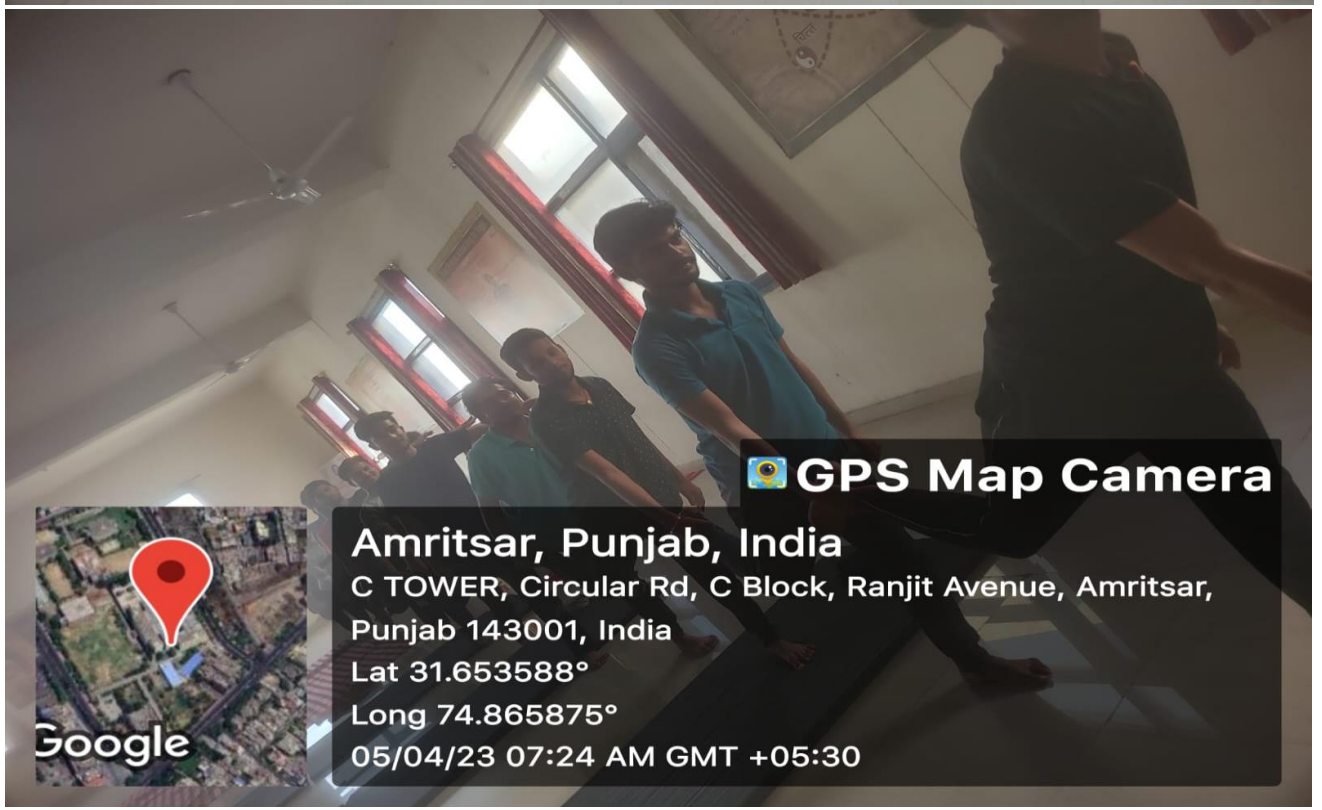 GPS Map Camera
Amritsar, Punjab, India
C TOWER, Circular Rd, C Block, Ranjit Avenue, Amritsar,
Punjab 143001, India
Lat 31.653588°
Long 74.865875°
05/04/23 07:24 AM GMT +05:30
Google